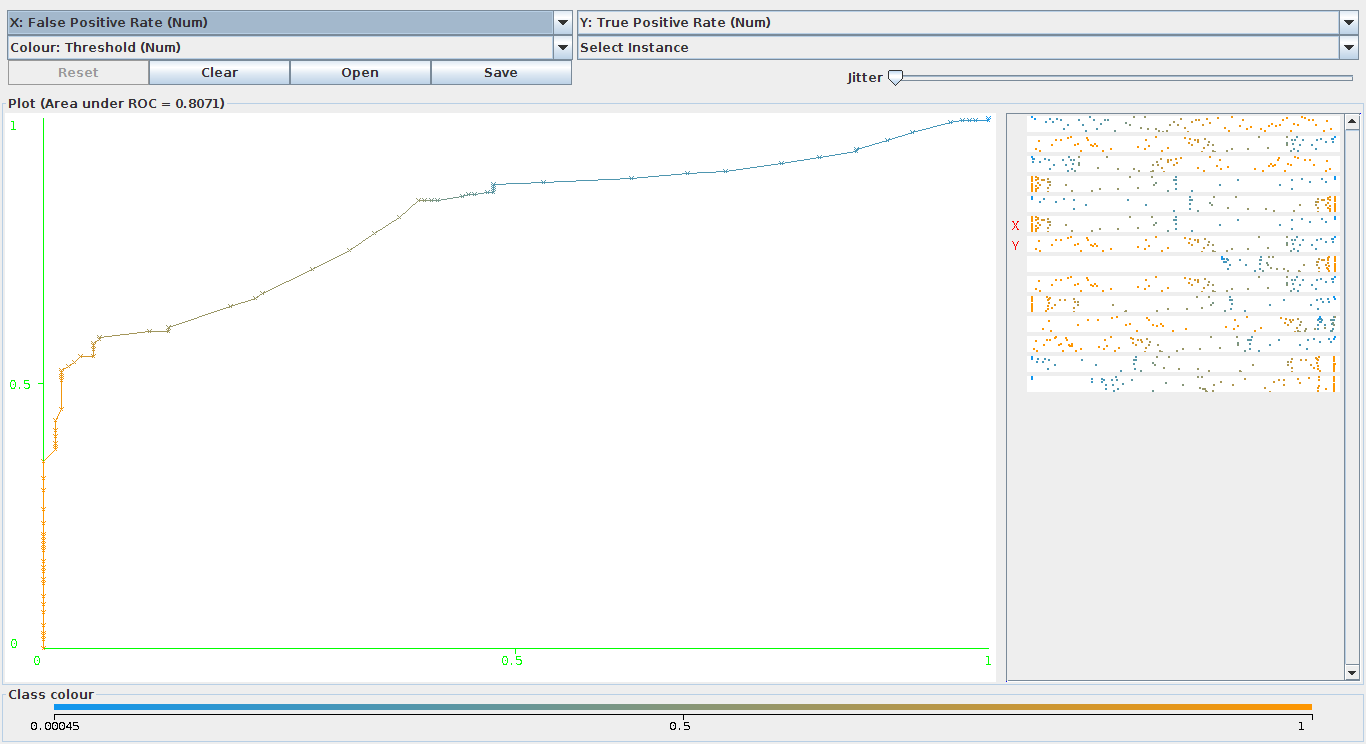 X: False Positive Rate (Num)
Y: True Positive Rate (Num)
Colour: Threshold (Num)
Select Instance
Reset
Clear
Open
Save
Jitter
Plot (Area under ROC = 0.8071)
1
0.5
0
0
0.5
1
X
Y
Class colour
0.00045
0.5
1